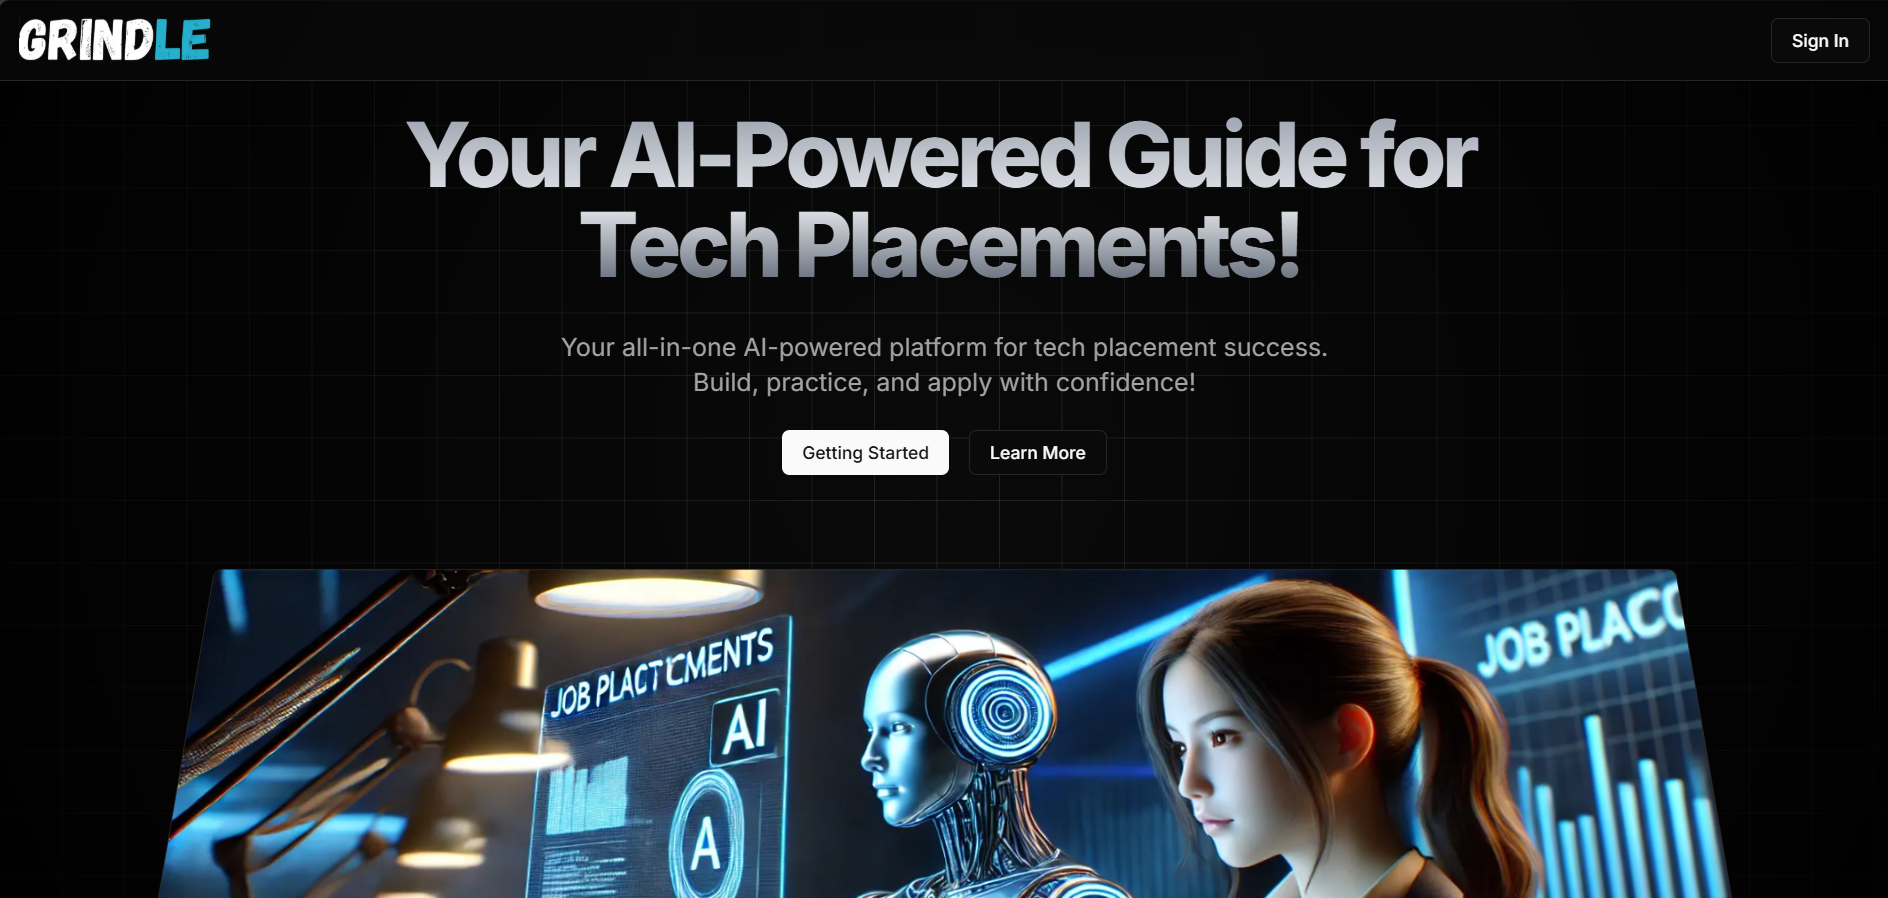 GRINDLE
Sign In
Your AI-Powered Guide for
Tech Placements!
Your all-in-one AI-powered platform for tech placement success.
Build, practice, and apply with confidence!
Getting Started
Learn More
JOB PLACC
JOB PLACTCMENTS
AI
A